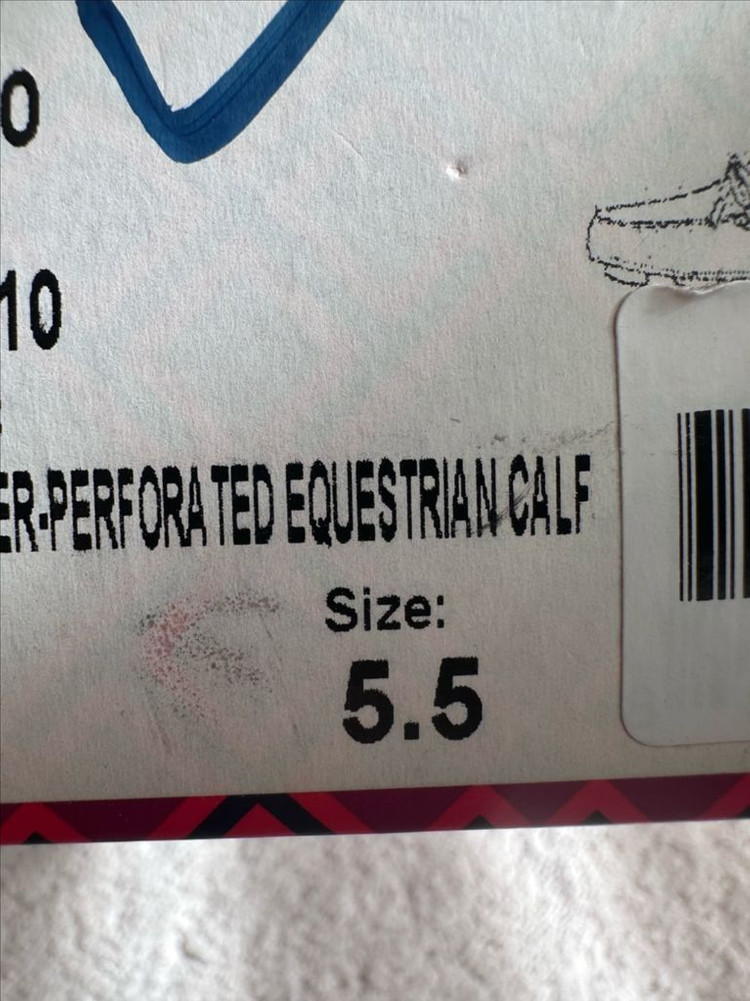 0
10
ER-PERFORATED EQUESTRIAN CALF
Size:
5.5